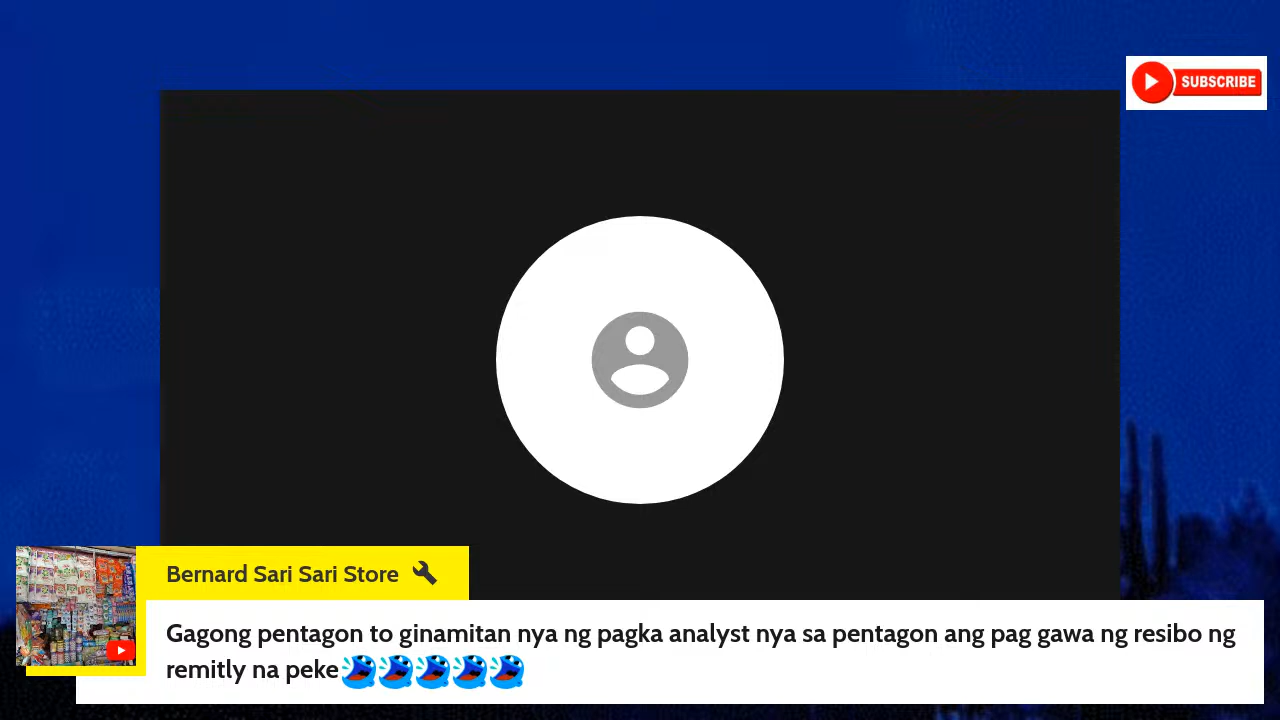 SUBSCRIBE
Bernard Sari Sari Store
Gagong pentagon to ginamitan nya ng pagka analyst nya sa pentagon ang pag gawa ng resibo ng
remitly na peke